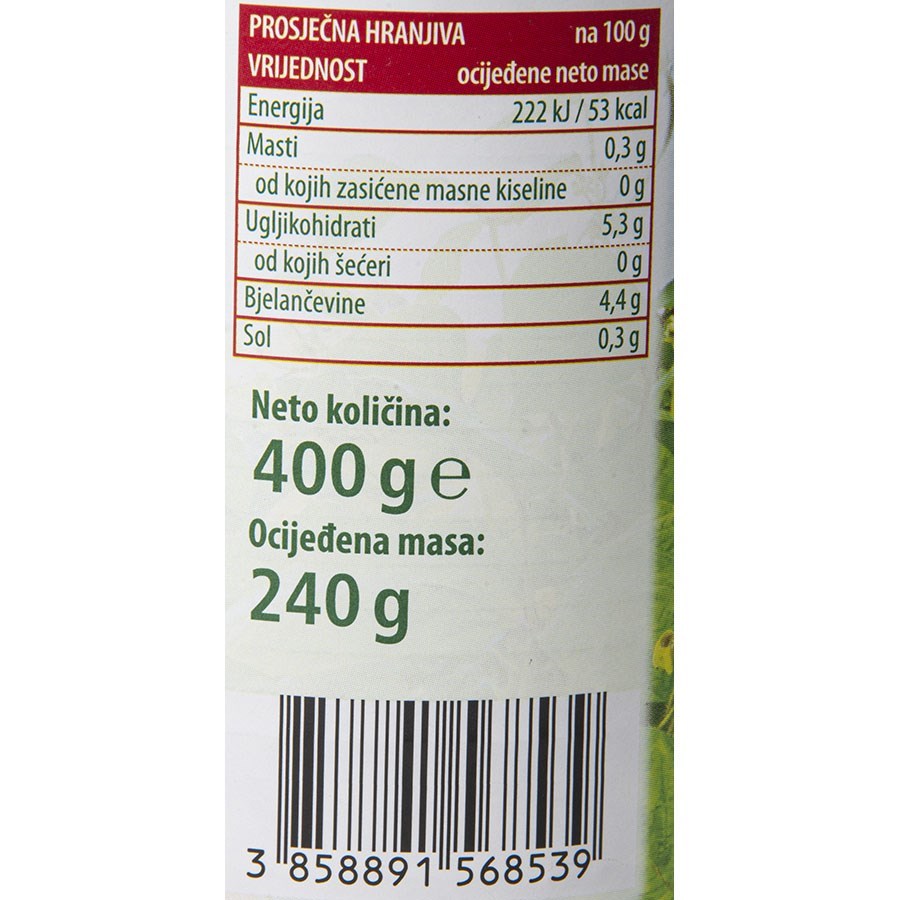 PROSJEČNA HRANJIVA na 100 g
VRIJEDNOST ocijeđene neto mase
Energija 222 kJ / 53 kcal
Masti 0,3 g
od kojih zasićene masne kiseline 0 g
Ugljikohidrati 5,3 g
od kojih šećeri 0 g
Bjelančevine 4,4 g
Sol 0,3 g
Neto količina:
400 g ℮
Ocijeđena masa:
240 g
3 858891 568539